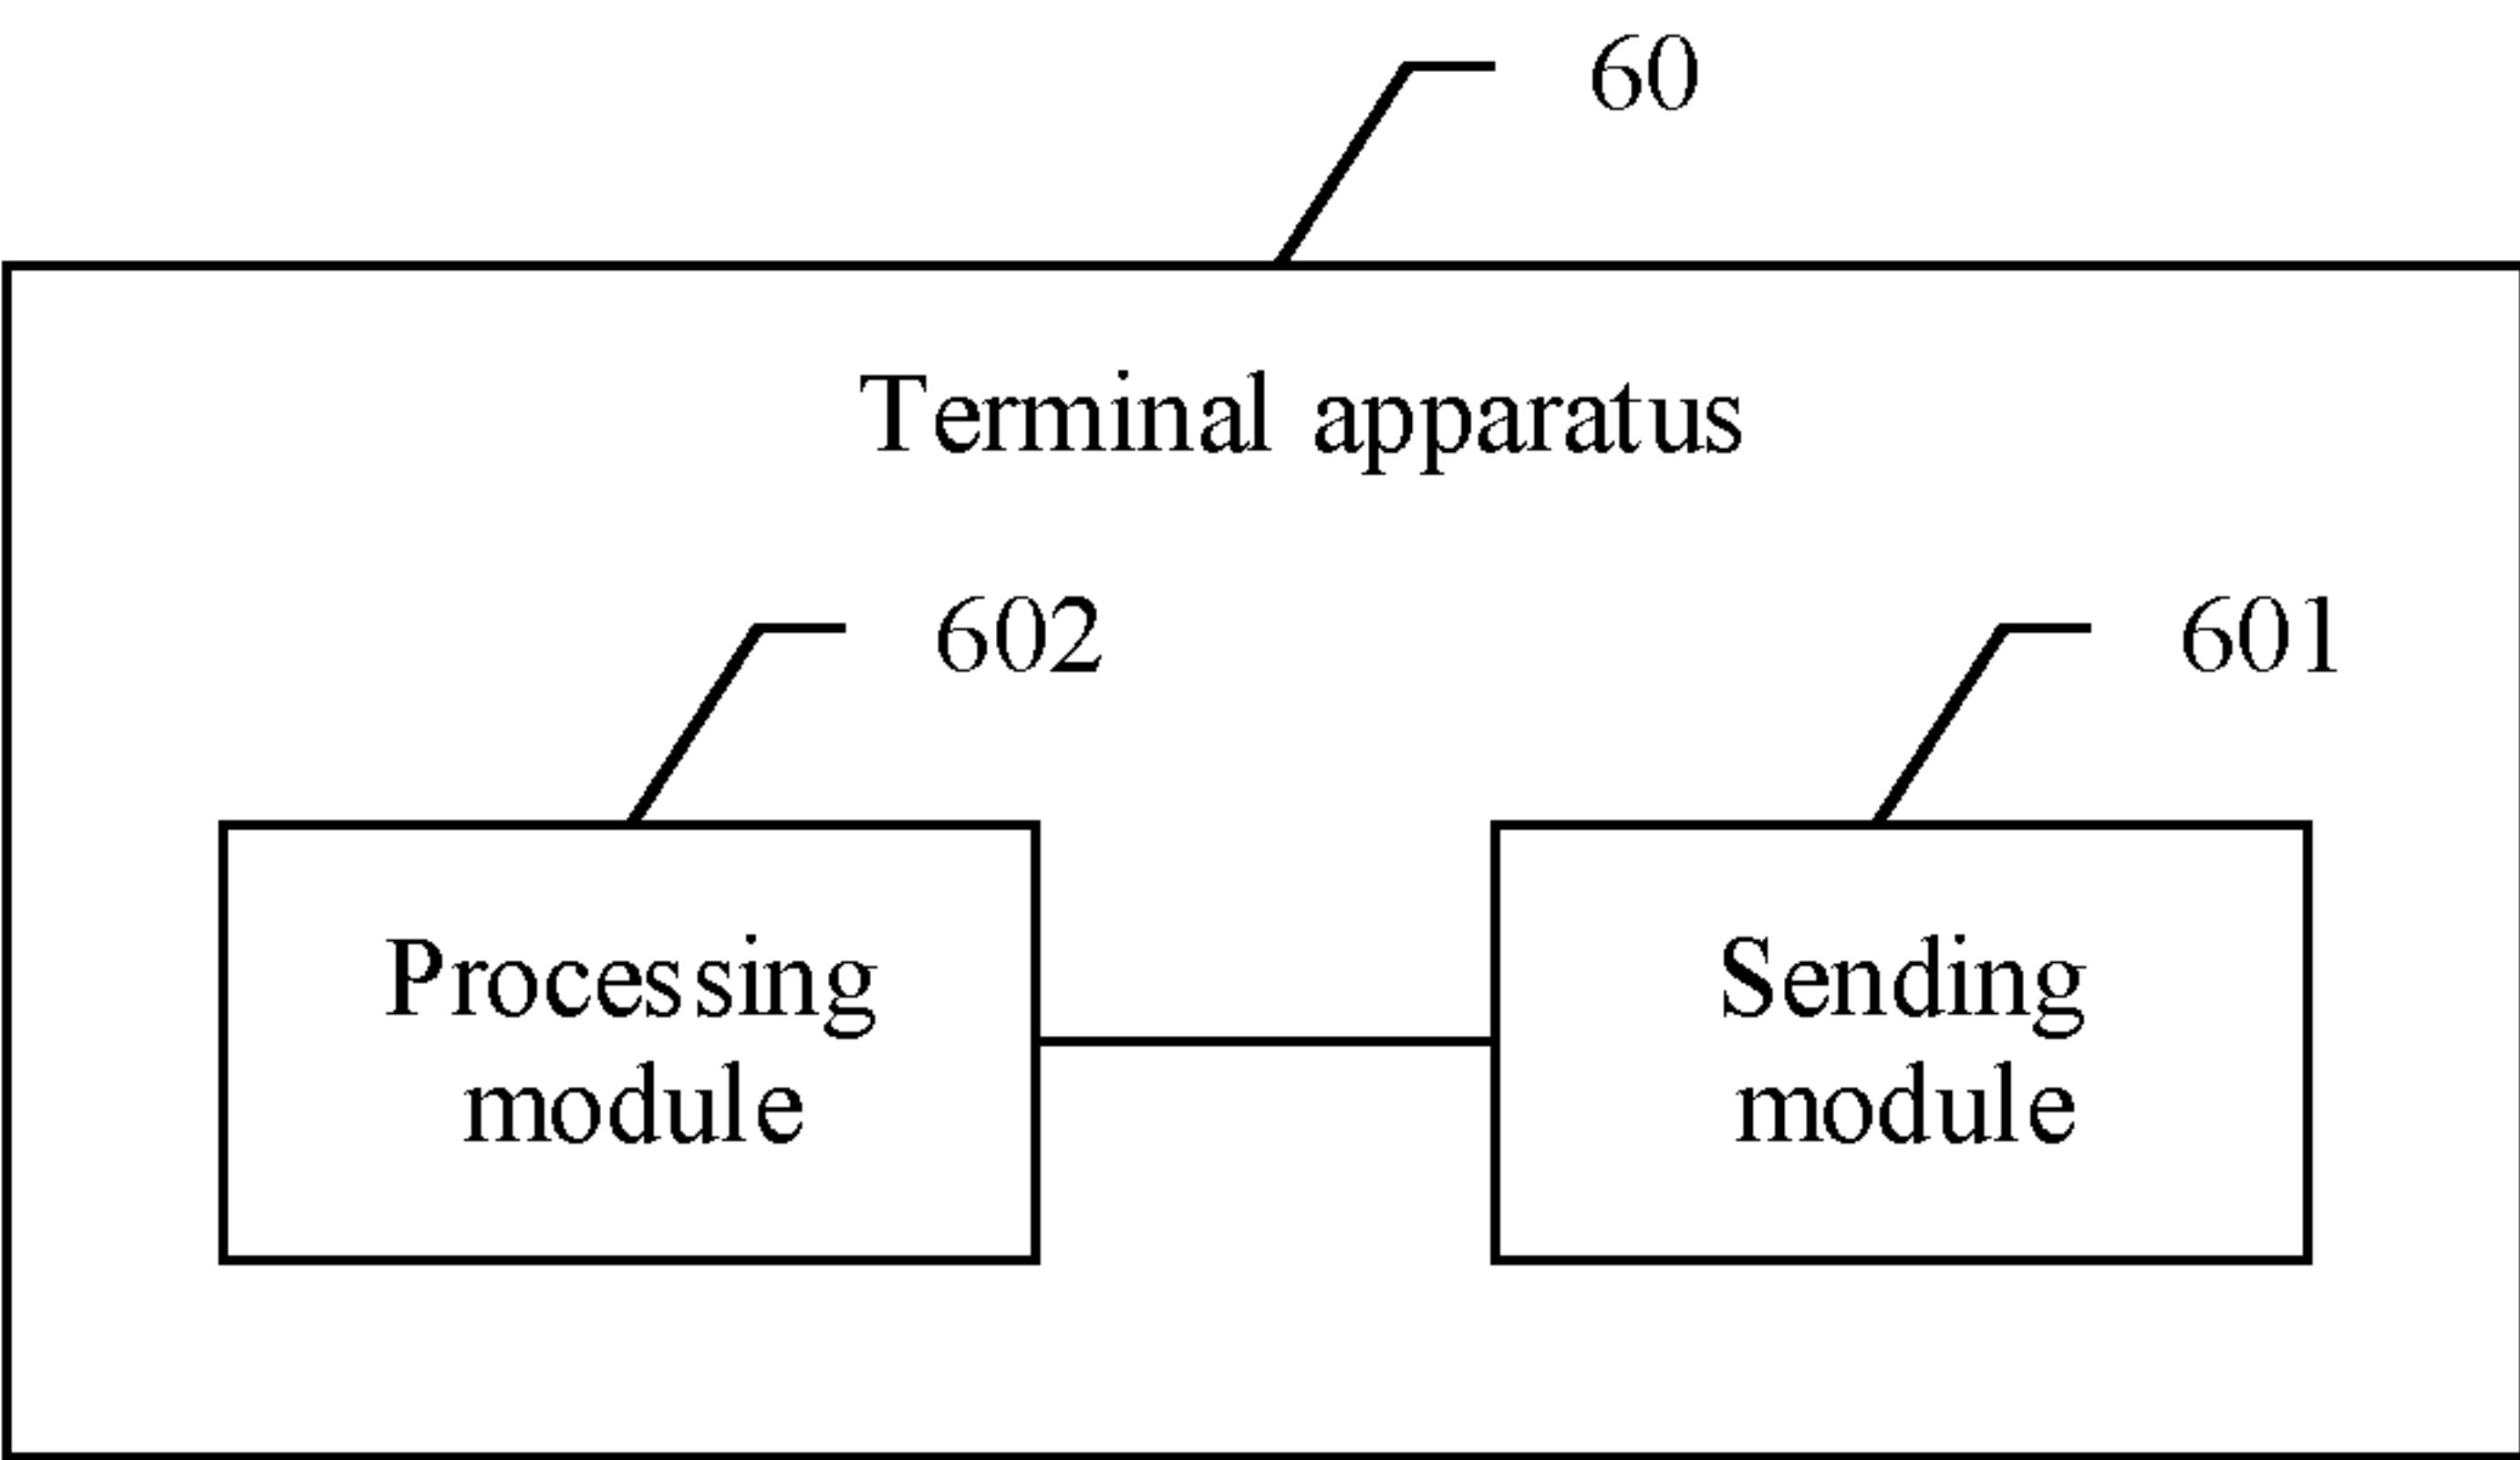 60
Terminal apparatus
602
601
Processing
module
Sending
module